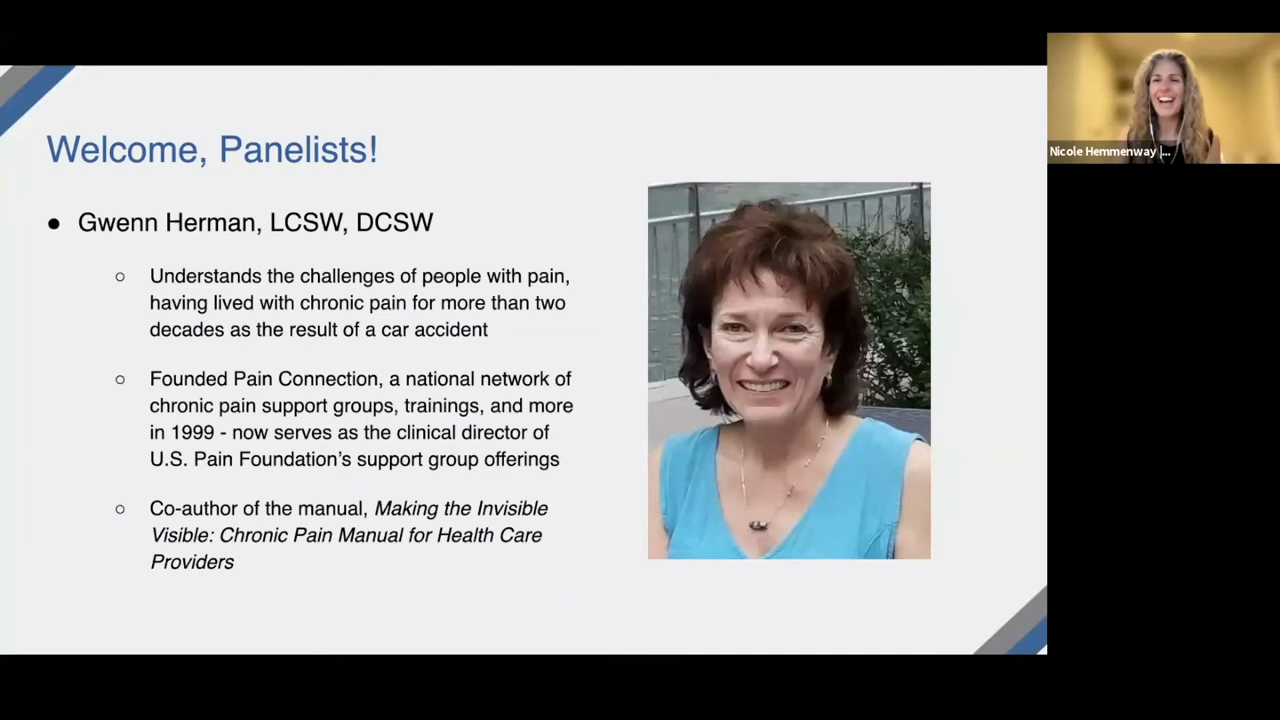 Welcome, Panelists!
● Gwenn Herman, LCSW, DCSW
○ Understands the challenges of people with pain,
having lived with chronic pain for more than two
decades as the result of a car accident
○ Founded Pain Connection, a national network of
chronic pain support groups, trainings, and more
in 1999 - now serves as the clinical director of
U.S. Pain Foundation’s support group offerings
○ Co-author of the manual, Making the Invisible
Visible: Chronic Pain Manual for Health Care
Providers
Nicole Hemmenway |...